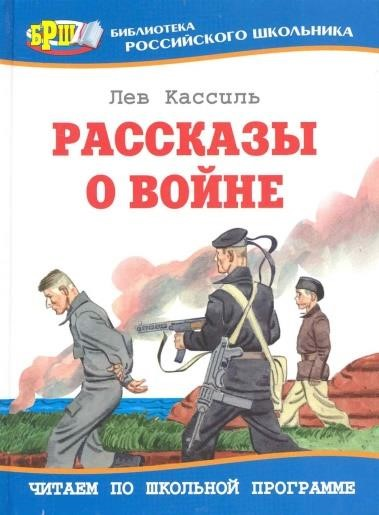 БРШ
БИБЛИОТЕКА
РОССИЙСКОГО ШКОЛЬНИКА
Лев Кассиль
РАССКАЗЫ
О ВОЙНЕ
ЧИТАЕМ ПО ШКОЛЬНОЙ ПРОГРАММЕ